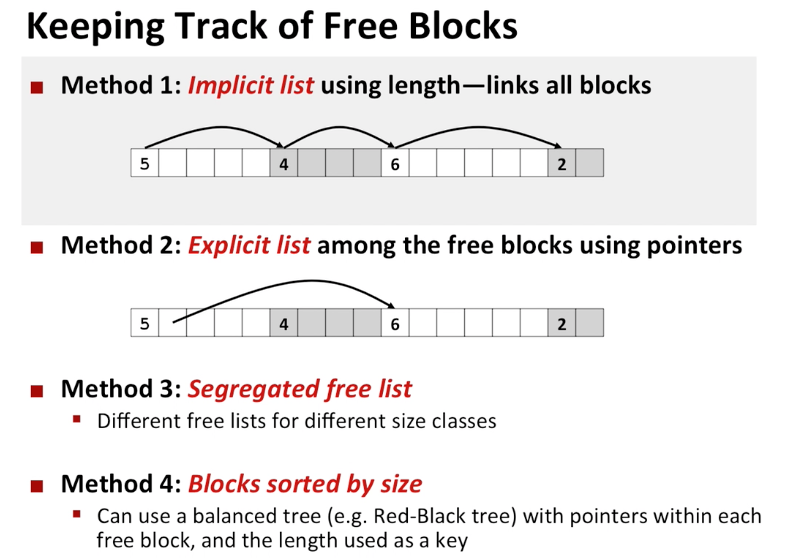 Keeping Track of Free Blocks
Method 1: Implicit list using length—links all blocks
5 4 6 2
Method 2: Explicit list among the free blocks using pointers
5 4 6 2
Method 3: Segregated free list
Different free lists for different size classes
Method 4: Blocks sorted by size
Can use a balanced tree (e.g. Red-Black tree) with pointers within each
free block, and the length used as a key